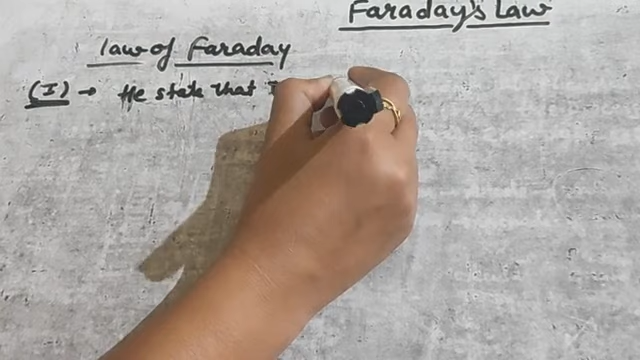 Faraday's Law
Law of Faraday
(I) → He state that